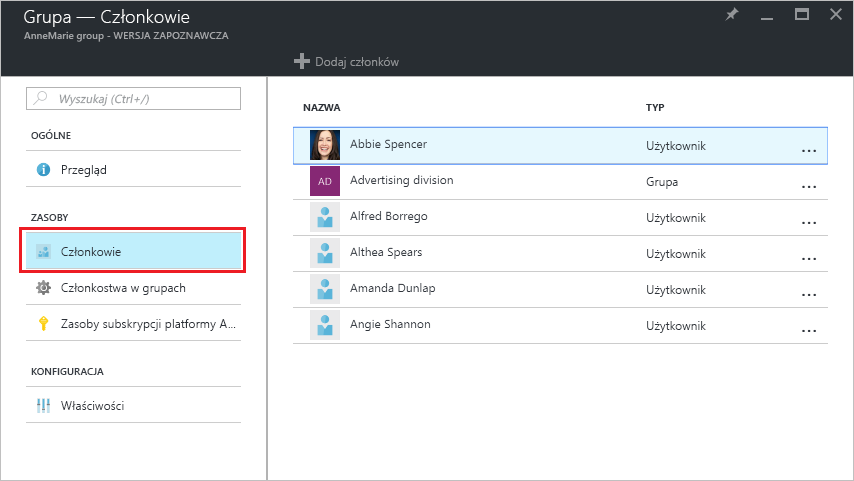 Grupa — Członkowie
AnneMarie group - WERSJA ZAPOZNAWCZA
Dodaj członków
Wyszukaj (Ctrl+/)
OGÓLNE
Przegląd
ZASOBY
Członkowie
Członkostwa w grupach
Zasoby subskrypcji platformy A...
KONFIGURACJA
Właściwości
NAZWA TYP
Abbie Spencer Użytkownik ...
AD Advertising division Grupa ...
Alfred Borrego Użytkownik ...
Althea Spears Użytkownik ...
Amanda Dunlap Użytkownik ...
Angie Shannon Użytkownik ...